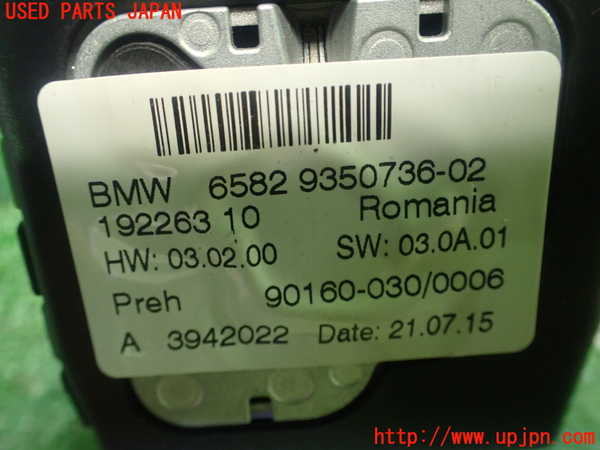 USED PARTS JAPAN
BMW 6582 9350736-02
192263 10 Romania
HW: 03.02.00 SW: 03.0A.01
Preh 90160-030/0006
A 3942022 Date: 21.07.15
http://www.upjpn.com/